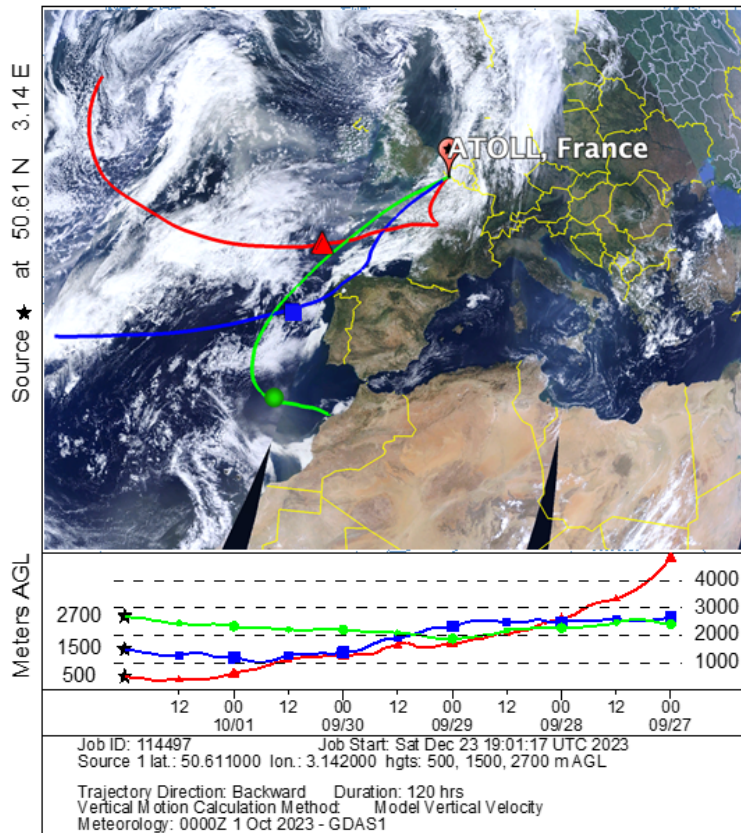 ATOLL, France
Source ★ at 50.61 N 3.14 E
Meters AGL
4000
3000
2700
2000
1500
1000
500
12 00 12 00 12 00 12 00 12 00
10/01 09/30 09/29 09/28 09/27
Job ID: 114497 Job Start: Sat Dec 23 19:01:17 UTC 2023
Source 1 lat.: 50.611000 lon.: 3.142000 hgts: 500, 1500, 2700 m AGL
Trajectory Direction: Backward Duration: 120 hrs
Vertical Motion Calculation Method: Model Vertical Velocity
Meteorology: 0000Z 1 Oct 2023 - GDAS1